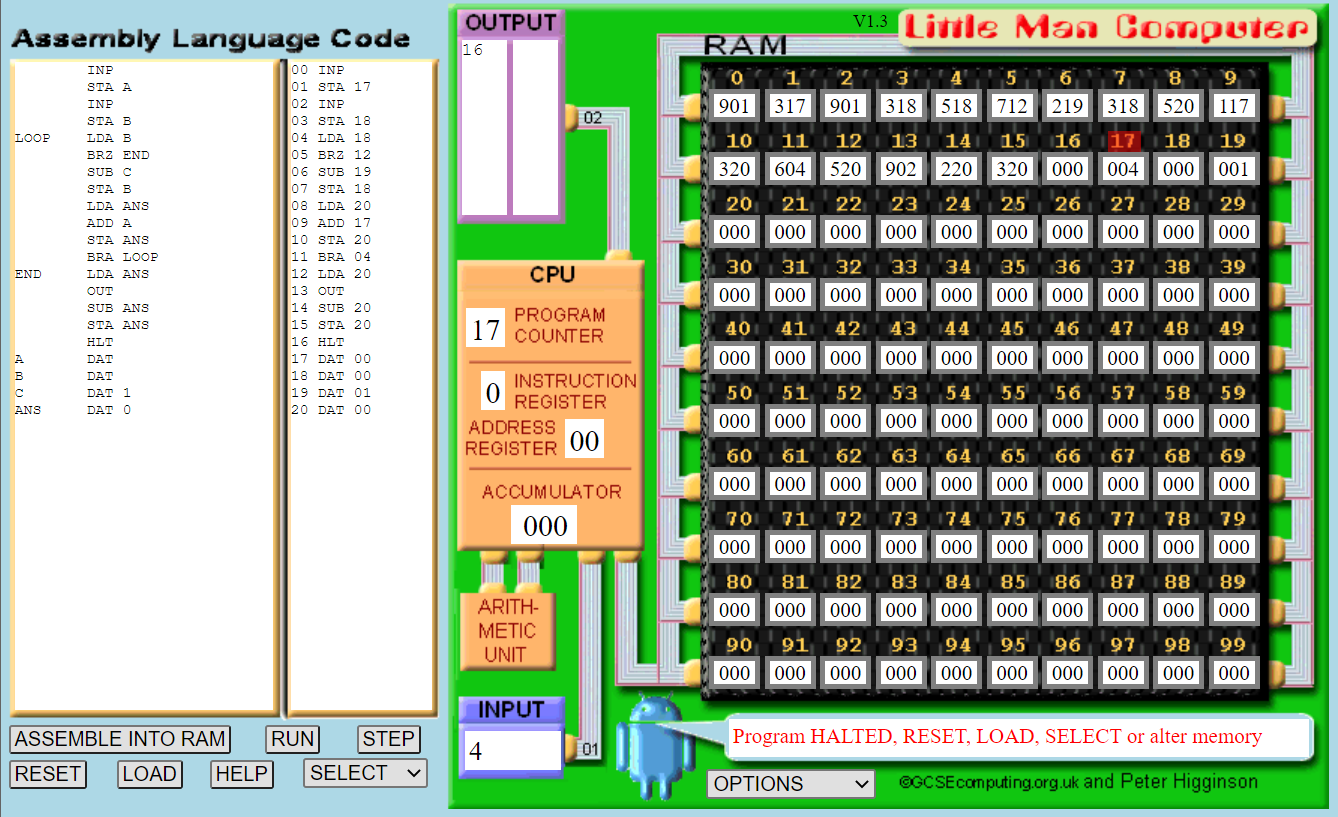 Assembly Language Code
INP
STA A
INP
STA B
LOOP LDA B
BRZ END
SUB C
STA B
LDA ANS
ADD A
STA ANS
BRA LOOP
END LDA ANS
OUT
SUB ANS
STA ANS
HLT
A DAT
B DAT
C DAT 1
ANS DAT 0
00 INP
01 STA 17
02 INP
03 STA 18
04 LDA 18
05 BRZ 12
06 SUB 19
07 STA 18
08 LDA 20
09 ADD 17
10 STA 20
11 BRA 04
12 LDA 20
13 OUT
14 SUB 20
15 STA 20
16 HLT
17 DAT 00
18 DAT 00
19 DAT 01
20 DAT 00
ASSEMBLE INTO RAM RUN STEP
RESET LOAD HELP SELECT
OUTPUT
16
02
CPU
17 PROGRAM COUNTER
0 INSTRUCTION REGISTER
ADDRESS REGISTER 00
ACCUMULATOR
000
ARITH-
METIC
UNIT
INPUT
4
01
V1.3 Little Man Computer
RAM
0 1 2 3 4 5 6 7 8 9
901 317 901 318 518 712 219 318 520 117
10 11 12 13 14 15 16 17 18 19
320 604 520 902 220 320 000 004 000 001
20 21 22 23 24 25 26 27 28 29
000 000 000 000 000 000 000 000 000 000
30 31 32 33 34 35 36 37 38 39
000 000 000 000 000 000 000 000 000 000
40 41 42 43 44 45 46 47 48 49
000 000 000 000 000 000 000 000 000 000
50 51 52 53 54 55 56 57 58 59
000 000 000 000 000 000 000 000 000 000
60 61 62 63 64 65 66 67 68 69
000 000 000 000 000 000 000 000 000 000
70 71 72 73 74 75 76 77 78 79
000 000 000 000 000 000 000 000 000 000
80 81 82 83 84 85 86 87 88 89
000 000 000 000 000 000 000 000 000 000
90 91 92 93 94 95 96 97 98 99
000 000 000 000 000 000 000 000 000 000
Program HALTED, RESET, LOAD, SELECT or alter memory
OPTIONS
©GCSEcomputing.org.uk and Peter Higginson